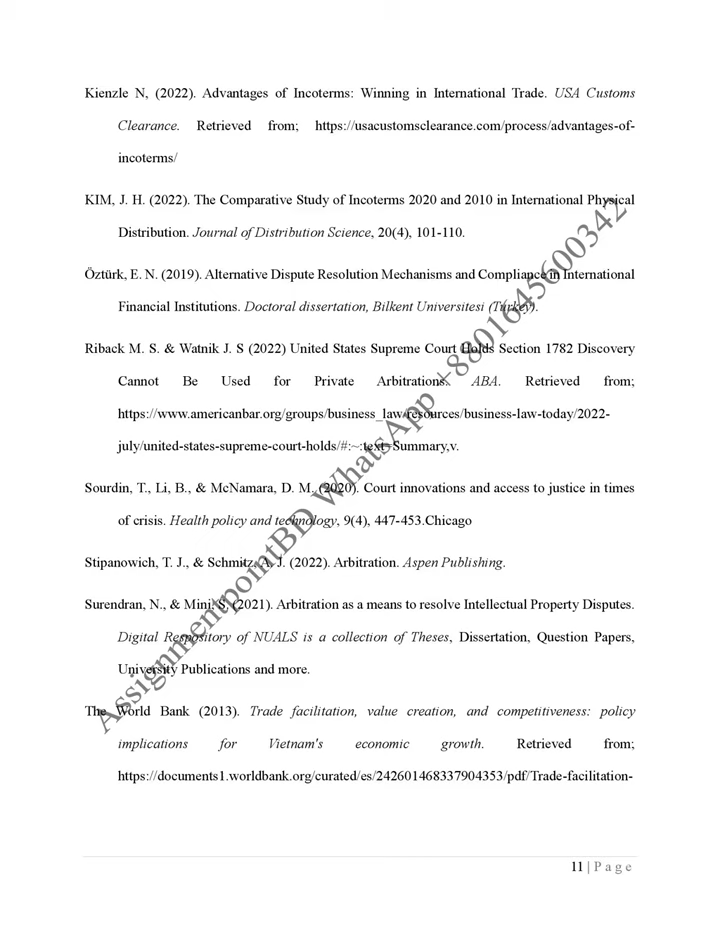 Kienzle N, (2022). Advantages of Incoterms: Winning in International Trade. USA Customs
Clearance. Retrieved from; https://usacustomsclearance.com/process/advantages-of-
incoterms/
KIM, J. H. (2022). The Comparative Study of Incoterms 2020 and 2010 in International Physical
Distribution. Journal of Distribution Science, 20(4), 101-110.
Öztürk, E. N. (2019). Alternative Dispute Resolution Mechanisms and Compliance in International
Financial Institutions. Doctoral dissertation, Bilkent Universitesi (Turkey).
Riback M. S. & Watnik J. S (2022) United States Supreme Court Holds Section 1782 Discovery
Cannot Be Used for Private Arbitrations. ABA. Retrieved from;
https://www.americanbar.org/groups/business_law/resources/business-law-today/2022-
july/united-states-supreme-court-holds/#:~:text=Summary,v.
Sourdin, T., Li, B., & McNamara, D. M. (2020). Court innovations and access to justice in times
of crisis. Health policy and technology, 9(4), 447-453.Chicago
Stipanowich, T. J., & Schmitz, A. J. (2022). Arbitration. Aspen Publishing.
Surendran, N., & Mini, S. (2021). Arbitration as a means to resolve Intellectual Property Disputes.
Digital Respository of NUALS is a collection of Theses, Dissertation, Question Papers,
University Publications and more.
The World Bank (2013). Trade facilitation, value creation, and competitiveness: policy
implications for Vietnam's economic growth. Retrieved from;
https://documents1.worldbank.org/curated/es/242601468337904353/pdf/Trade-facilitation-
AssignmentpointBD WhatsApp +8801645600342
11 | P a g e